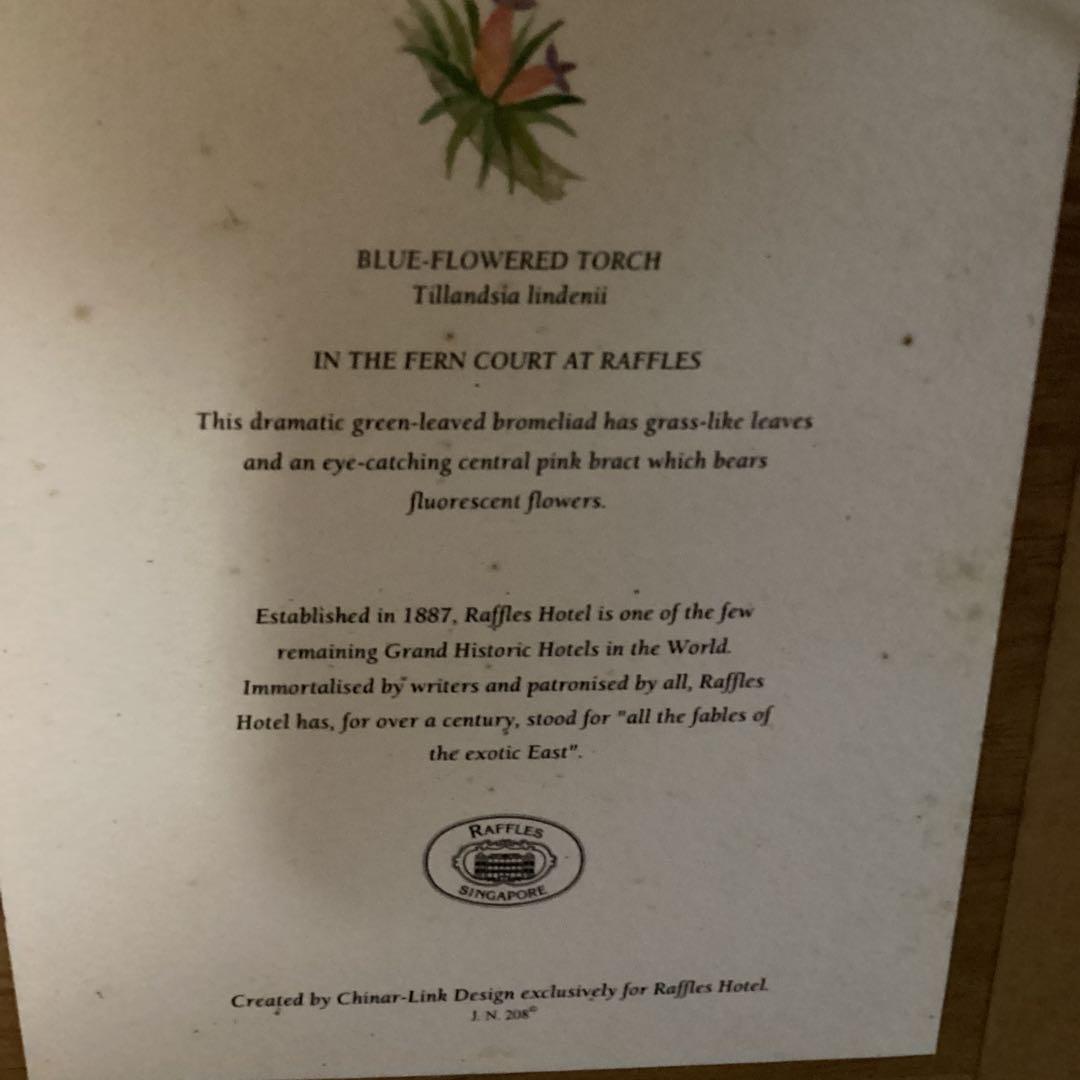 BLUE-FLOWERED TORCH
Tillandsia lindenii
IN THE FERN COURT AT RAFFLES
This dramatic green-leaved bromeliad has grass-like leaves
and an eye-catching central pink bract which bears
fluorescent flowers.
Established in 1887, Raffles Hotel is one of the few
remaining Grand Historic Hotels in the World.
Immortalised by writers and patronised by all, Raffles
Hotel has, for over a century, stood for "all the fables of
the exotic East".
RAFFLES
SINGAPORE
Created by Chinar-Link Design exclusively for Raffles Hotel.
J. N. 208©